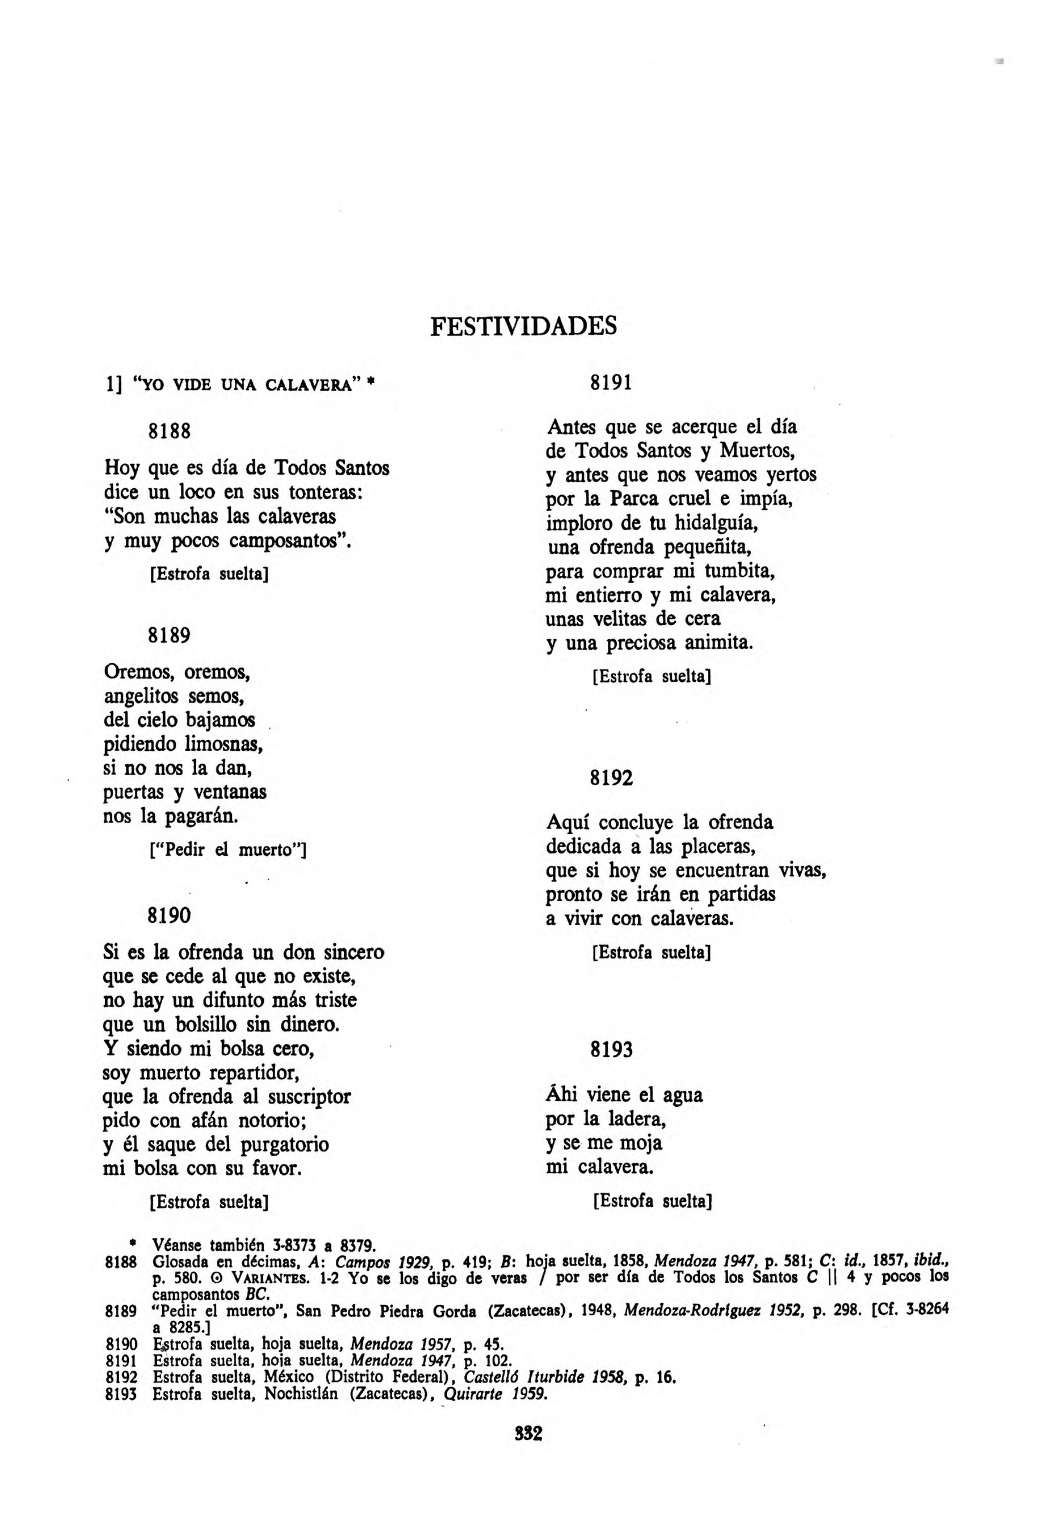 FESTIVIDADES
1] “YO VIDE UNA CALAVERA” *
8188
Hoy que es día de Todos Santos
dice un loco en sus tonteras:
“Son muchas las calaveras
y muy pocos camposantos”.
[Estrofa suelta]
8189
Oremos, oremos,
angelitos semos,
del cielo bajamos
pidiendo limosnas,
si no nos la dan,
puertas y ventanas
nos la pagarán.
[“Pedir el muerto”]
8190
Si es la ofrenda un don sincero
que se cede al que no existe,
no hay un difunto más triste
que un bolsillo sin dinero.
Y siendo mi bolsa cero,
soy muerto repartidor,
que la ofrenda al suscriptor
pido con afán notorio;
y él saque del purgatorio
mi bolsa con su favor.
[Estrofa suelta]
8191
Antes que se acerque el día
de Todos Santos y Muertos,
y antes que nos veamos yertos
por la Parca cruel e impía,
imploro de tu hidalguía,
una ofrenda pequeñita,
para comprar mi tumbita,
mi entierro y mi calavera,
unas velitas de cera
y una preciosa animita.
[Estrofa suelta]
8192
Aquí concluye la ofrenda
dedicada a las placeras,
que si hoy se encuentran vivas,
pronto se irán en partidas
a vivir con calaveras.
[Estrofa suelta]
8193
Áhi viene el agua
por la ladera,
y se me moja
mi calavera.
[Estrofa suelta]
* Véanse también 3-8373 a 8379.
8188 Glosada en décimas, A: Campos 1929, p. 419; B: hoja suelta, 1858, Mendoza 1947, p. 581; C: id., 1857, ibid.,
p. 580. ⊙ VARIANTES. 1-2 Yo se los digo de veras / por ser día de Todos los Santos C || 4 y pocos los
camposantos BC.
8189 “Pedir el muerto”, San Pedro Piedra Gorda (Zacatecas), 1948, Mendoza-Rodríguez 1952, p. 298. [Cf. 3-8264
a 8285.]
8190 Estrofa suelta, hoja suelta, Mendoza 1957, p. 45.
8191 Estrofa suelta, hoja suelta, Mendoza 1947, p. 102.
8192 Estrofa suelta, México (Distrito Federal), Castelló Iturbide 1958, p. 16.
8193 Estrofa suelta, Nochistlán (Zacatecas), Quirarte 1959.
332